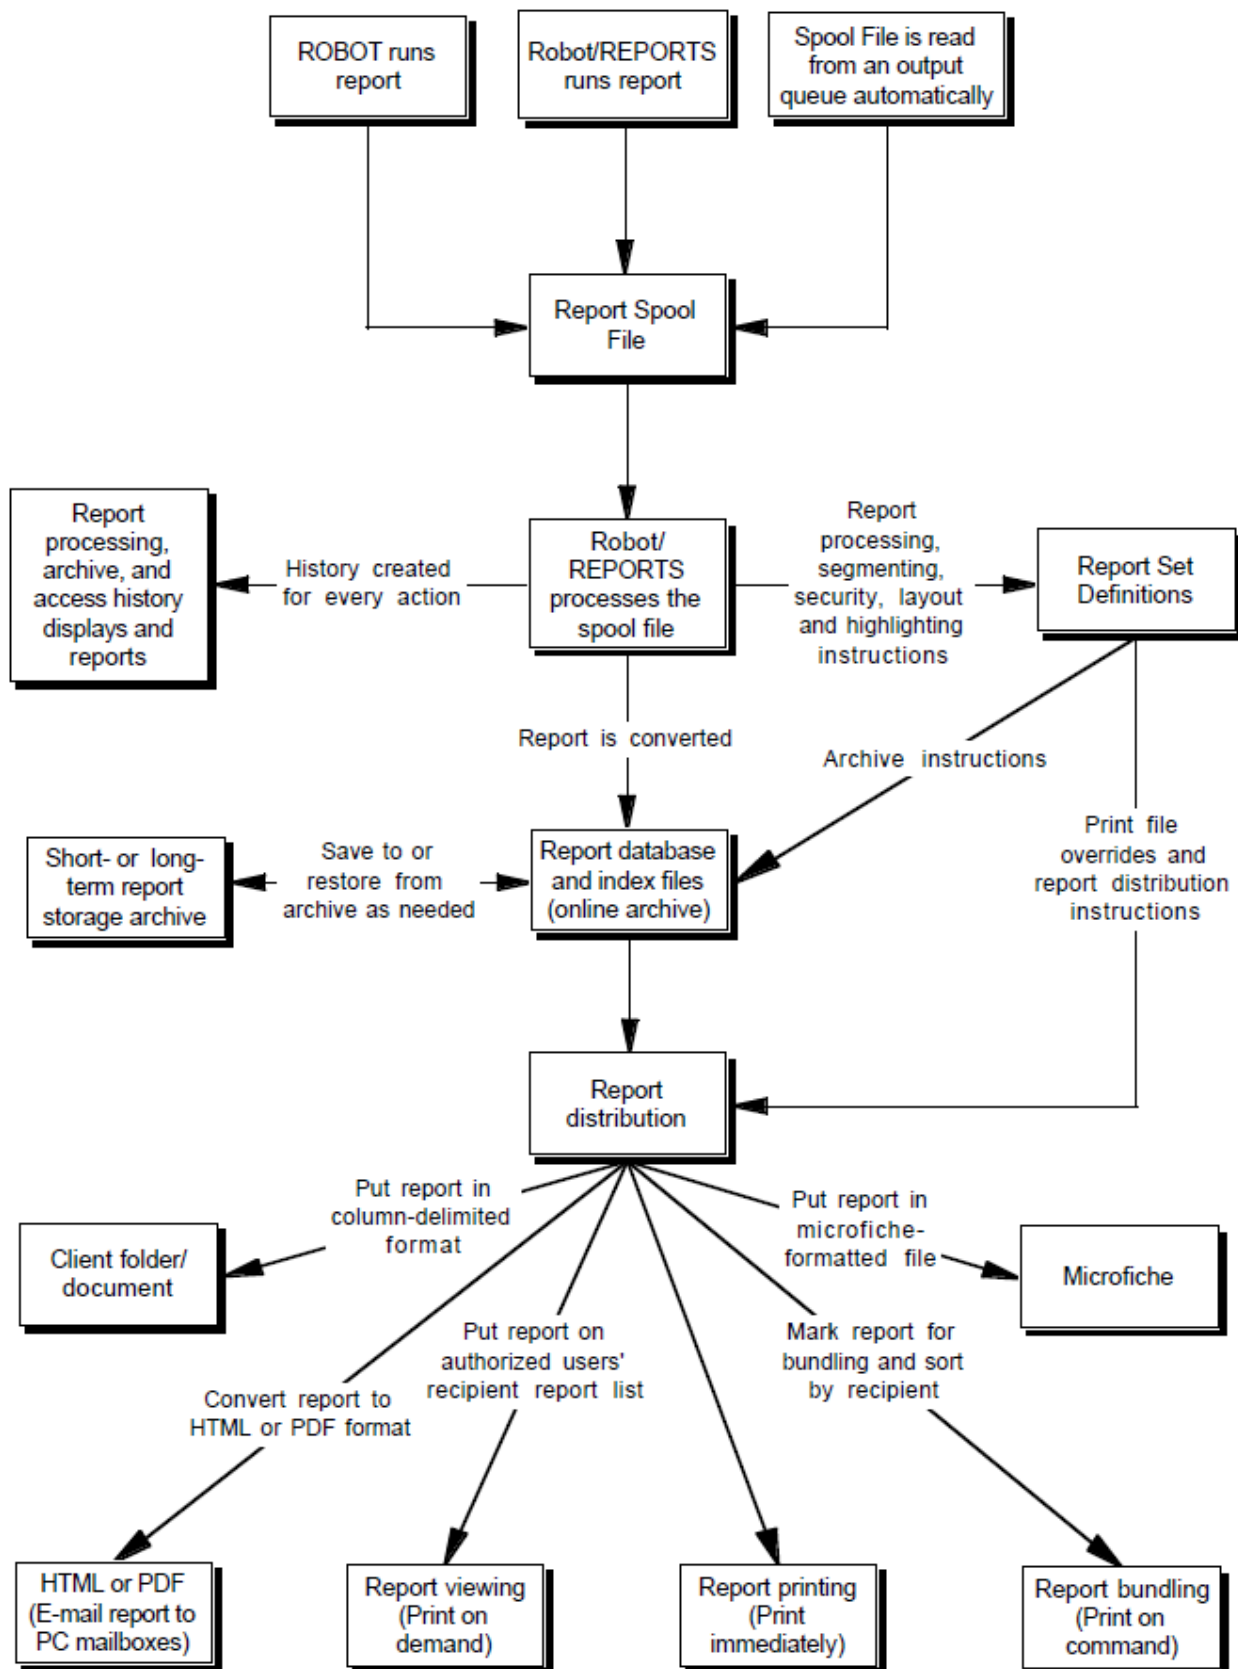 ROBOT runs
report
Robot/REPORTS
runs report
Spool File is read
from an output
queue automatically
Report Spool
File
Report
processing,
archive, and
access history
displays and
reports
History created
for every action
Robot/
REPORTS
processes the
spool file
Report
processing,
segmenting,
security, layout
and highlighting
instructions
Report Set
Definitions
Report is converted
Archive instructions
Print file
overrides and
report distribution
instructions
Short- or long-
term report
storage archive
Save to or
restore from
archive as needed
Report database
and index files
(online archive)
Report
distribution
Put report in
column-delimited
format
Put report in
microfiche-
formatted file
Client folder/
document
Microfiche
Convert report to
HTML or PDF format
Put report on
authorized users'
recipient report list
Mark report for
bundling and sort
by recipient
HTML or PDF
(E-mail report to
PC mailboxes)
Report viewing
(Print on
demand)
Report printing
(Print
immediately)
Report bundling
(Print on
command)